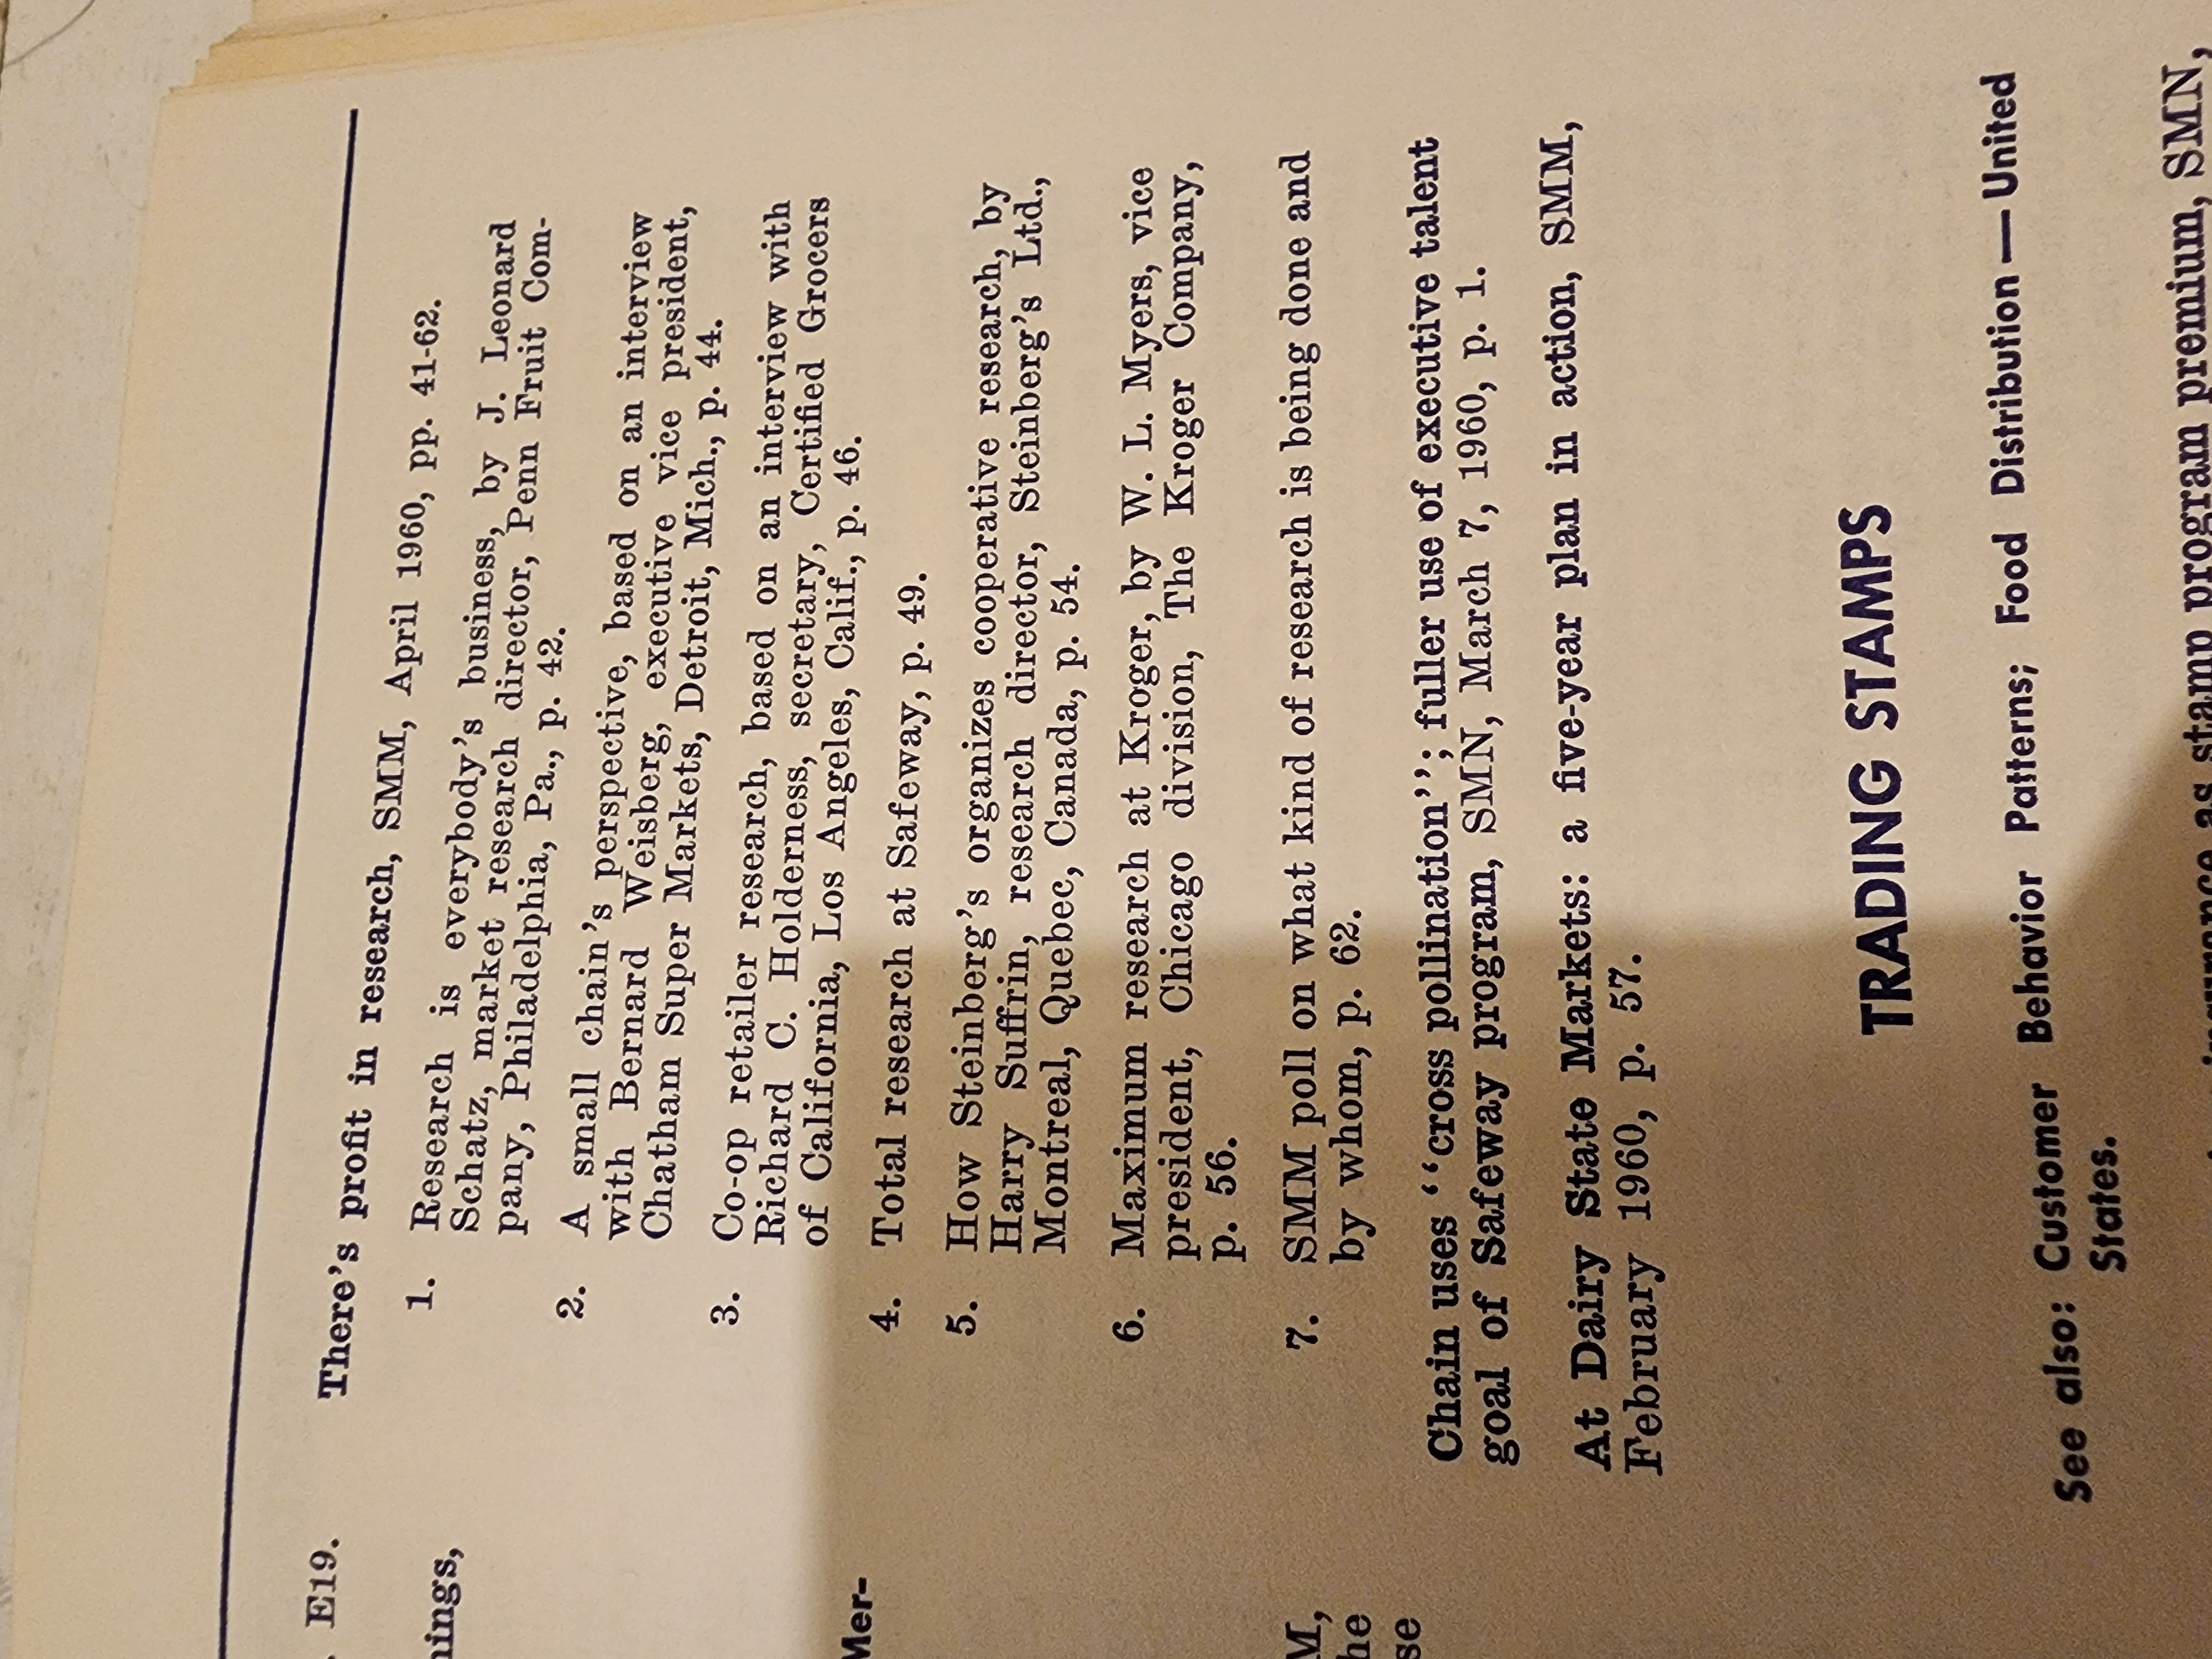 E19.
nings,
Mer-
M,
he
se
There's profit in research, SMM, April 1960, pp. 41-62.
1. Research is everybody's business, by J. Leonard
Schatz, market research director, Penn Fruit Com-
pany, Philadelphia, Pa., p. 42.
2. A small chain's perspective, based on an interview
with Bernard Weisberg, executive vice president,
Chatham Super Markets, Detroit, Mich., p. 44.
3. Co-op retailer research, based on an interview with
Richard C. Holderness, secretary, Certified Grocers
of California, Los Angeles, Calif., p. 46.
4. Total research at Safeway, p. 49.
5. How Steinberg's organizes cooperative research, by
Harry Suffrin, research director, Steinberg's Ltd.,
Montreal, Quebec, Canada, p. 54.
6. Maximum research at Kroger, by W. L. Myers, vice
president, Chicago division, The Kroger Company,
p. 56.
7. SMM poll on what kind of research is being done and
by whom, p. 62.
Chain uses "cross pollination"; fuller use of executive talent
goal of Safeway program, SMN, March 7, 1960, p. 1.
At Dairy State Markets: a five-year plan in action, SMM,
February 1960, p. 57.
TRADING STAMPS
See also: Customer Behavior Patterns; Food Distribution—United
States.
as stamp program premium, SMN,